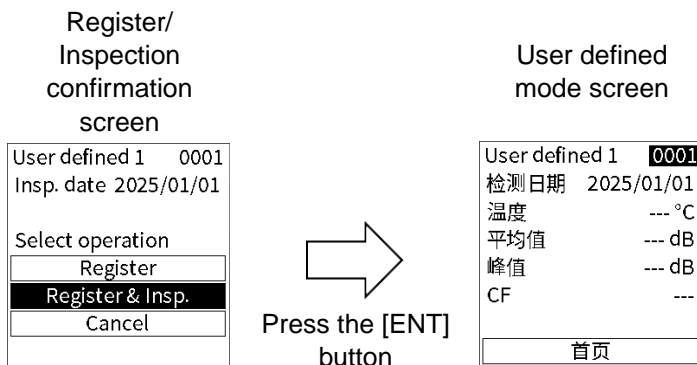 Register/
Inspection
confirmation
screen
User defined 1 0001
Insp. date 2025/01/01
Select operation
Register
Register & Insp.
Cancel
Press the [ENT]
button
User defined
mode screen
User defined 1 0001
检测日期 2025/01/01
温度 --- °C
平均值 --- dB
峰值 --- dB
CF ---
首页